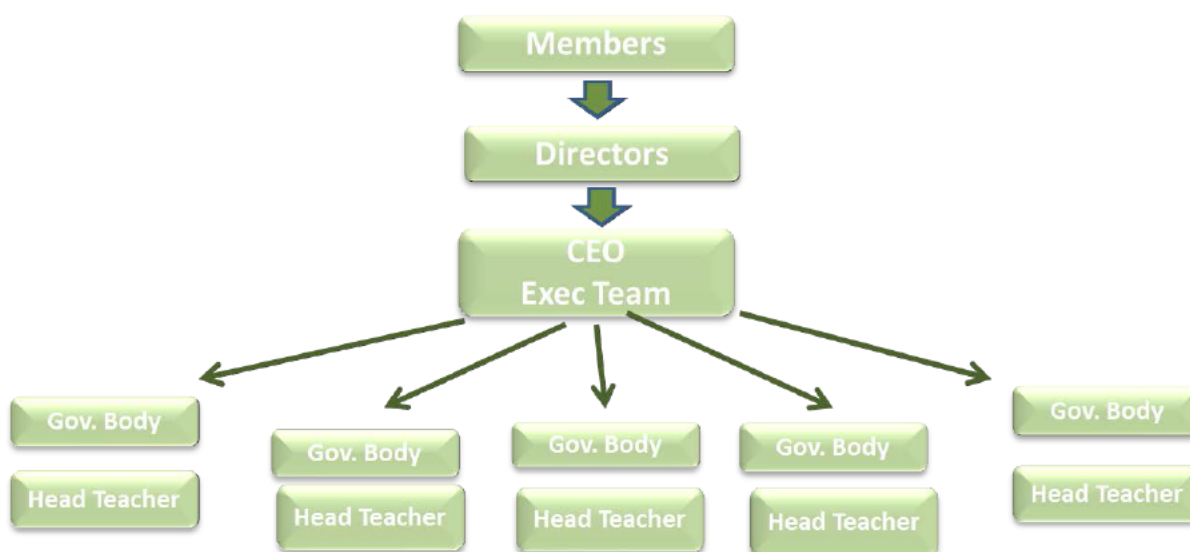 Members
Directors
CEO
Exec Team
Gov. Body
Gov. Body
Gov. Body
Gov. Body
Gov. Body
Head Teacher
Head Teacher
Head Teacher
Head Teacher
Head Teacher